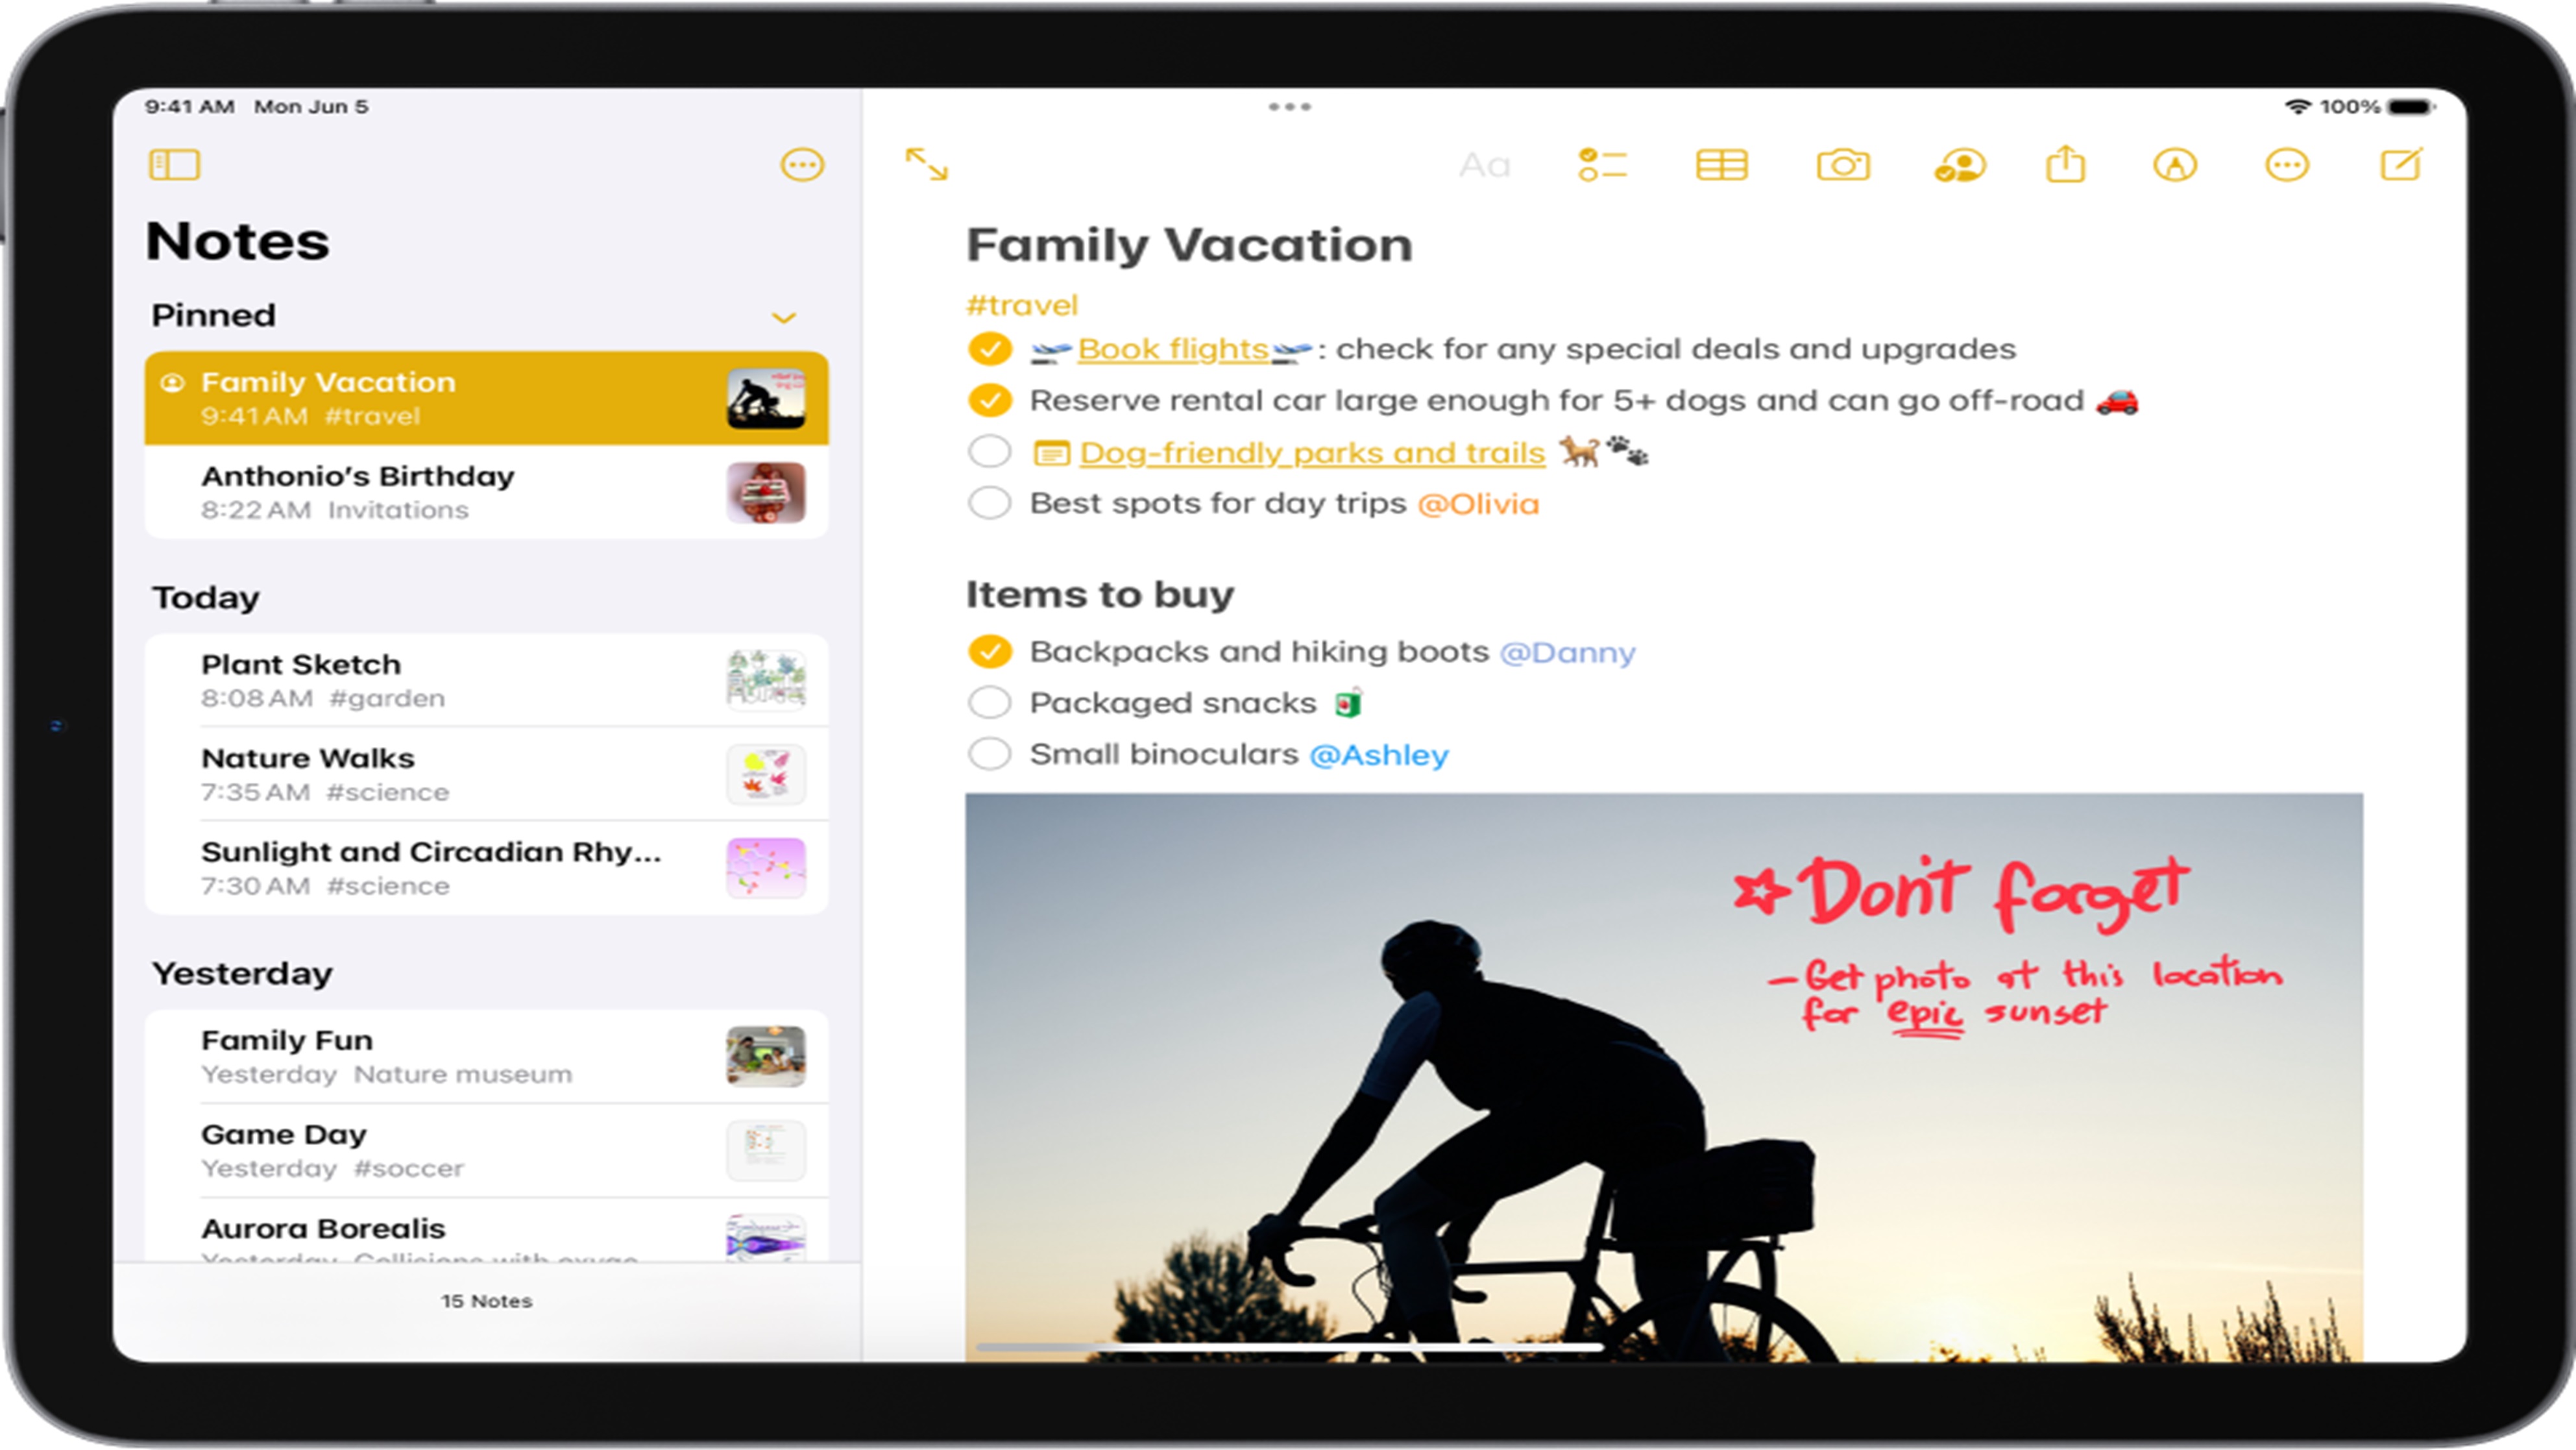 9:41 AM Mon Jun 5
100%
Notes
Pinned
Family Vacation
9:41 AM #travel
Anthonio's Birthday
8:22 AM Invitations
Today
Plant Sketch
8:08 AM #garden
Nature Walks
7:35 AM #science
Sunlight and Circadian Rhy...
7:30 AM #science
Yesterday
Family Fun
Yesterday Nature museum
Game Day
Yesterday #soccer
Aurora Borealis
Yesterday Collisions with
15 Notes
Aa
Family Vacation
#travel
🛫Book flights🛫: check for any special deals and upgrades
Reserve rental car large enough for 5+ dogs and can go off-road 🚗
Dog-friendly parks and trails 🐕🐾
Best spots for day trips @Olivia
Items to buy
Backpacks and hiking boots @Danny
Packaged snacks 🧃
Small binoculars @Ashley
Don't forget
- Get photo at this location
for epic sunset